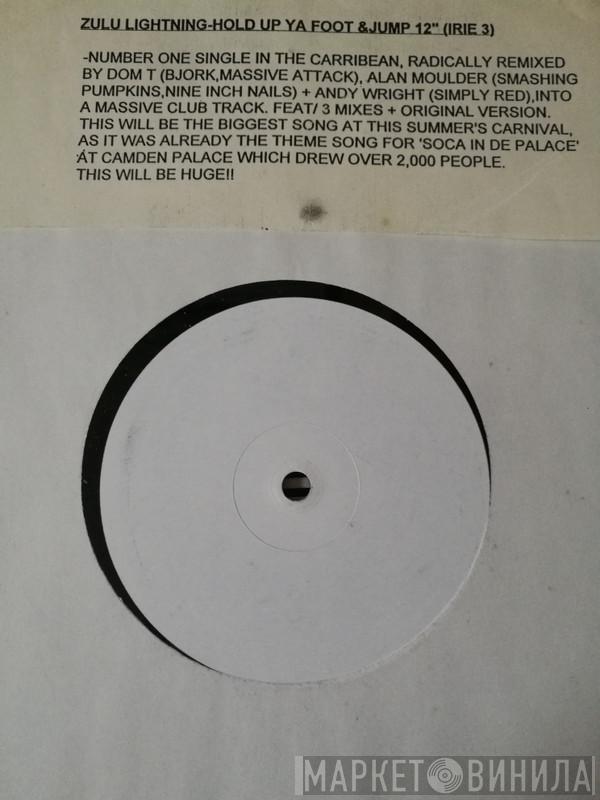 ZULU LIGHTNING-HOLD UP YA FOOT &JUMP 12" (IRIE 3)
-NUMBER ONE SINGLE IN THE CARRIBEAN, RADICALLY REMIXED
BY DOM T (BJORK,MASSIVE ATTACK), ALAN MOULDER (SMASHING
PUMPKINS,NINE INCH NAILS) + ANDY WRIGHT (SIMPLY RED),INTO
A MASSIVE CLUB TRACK. FEAT/ 3 MIXES + ORIGINAL VERSION.
THIS WILL BE THE BIGGEST SONG AT THIS SUMMER'S CARNIVAL,
AS IT WAS ALREADY THE THEME SONG FOR 'SOCA IN DE PALACE'
AT CAMDEN PALACE WHICH DREW OVER 2,000 PEOPLE.
THIS WILL BE HUGE!!
МАРКЕТ ВИНИЛА